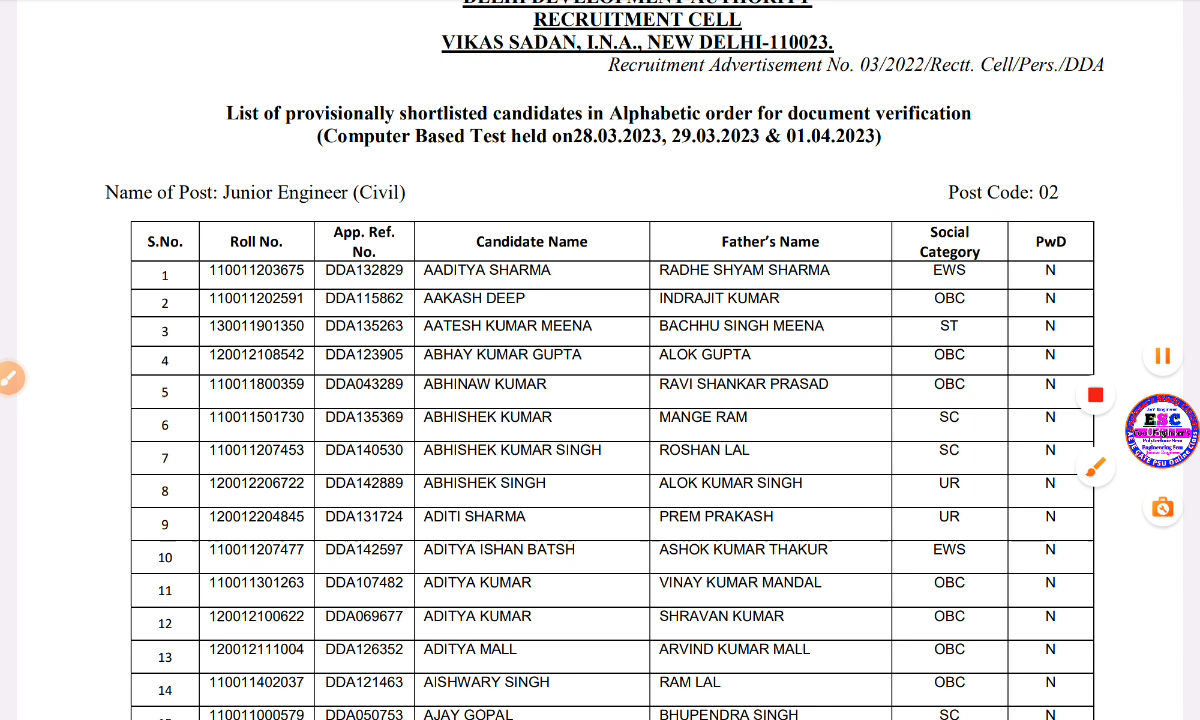 DELHI DEVELOPMENT AUTHORITY
RECRUITMENT CELL
VIKAS SADAN, I.N.A., NEW DELHI-110023.
Recruitment Advertisement No. 03/2022/Rectt. Cell/Pers./DDA
List of provisionally shortlisted candidates in Alphabetic order for document verification
(Computer Based Test held on28.03.2023, 29.03.2023 & 01.04.2023)
Name of Post: Junior Engineer (Civil) Post Code: 02
S.No. Roll No. App. Ref. No. Candidate Name Father's Name Social Category PwD
1 110011203675 DDA132829 AADITYA SHARMA RADHE SHYAM SHARMA EWS N
2 110011202591 DDA115862 AAKASH DEEP INDRAJIT KUMAR OBC N
3 130011901350 DDA135263 AATESH KUMAR MEENA BACHHU SINGH MEENA ST N
4 120012108542 DDA123905 ABHAY KUMAR GUPTA ALOK GUPTA OBC N
5 110011800359 DDA043289 ABHINAW KUMAR RAVI SHANKAR PRASAD OBC N
6 110011501730 DDA135369 ABHISHEK KUMAR MANGE RAM SC N
7 110011207453 DDA140530 ABHISHEK KUMAR SINGH ROSHAN LAL SC N
8 120012206722 DDA142889 ABHISHEK SINGH ALOK KUMAR SINGH UR N
9 120012204845 DDA131724 ADITI SHARMA PREM PRAKASH UR N
10 110011207477 DDA142597 ADITYA ISHAN BATSH ASHOK KUMAR THAKUR EWS N
11 110011301263 DDA107482 ADITYA KUMAR VINAY KUMAR MANDAL OBC N
12 120012100622 DDA069677 ADITYA KUMAR SHRAVAN KUMAR OBC N
13 120012111004 DDA126352 ADITYA MALL ARVIND KUMAR MALL OBC N
14 110011402037 DDA121463 AISHWARY SINGH RAM LAL OBC N
110011000579 DDA050753 AJAY GOPAL BHUPENDRA SINGH SC N
ESC